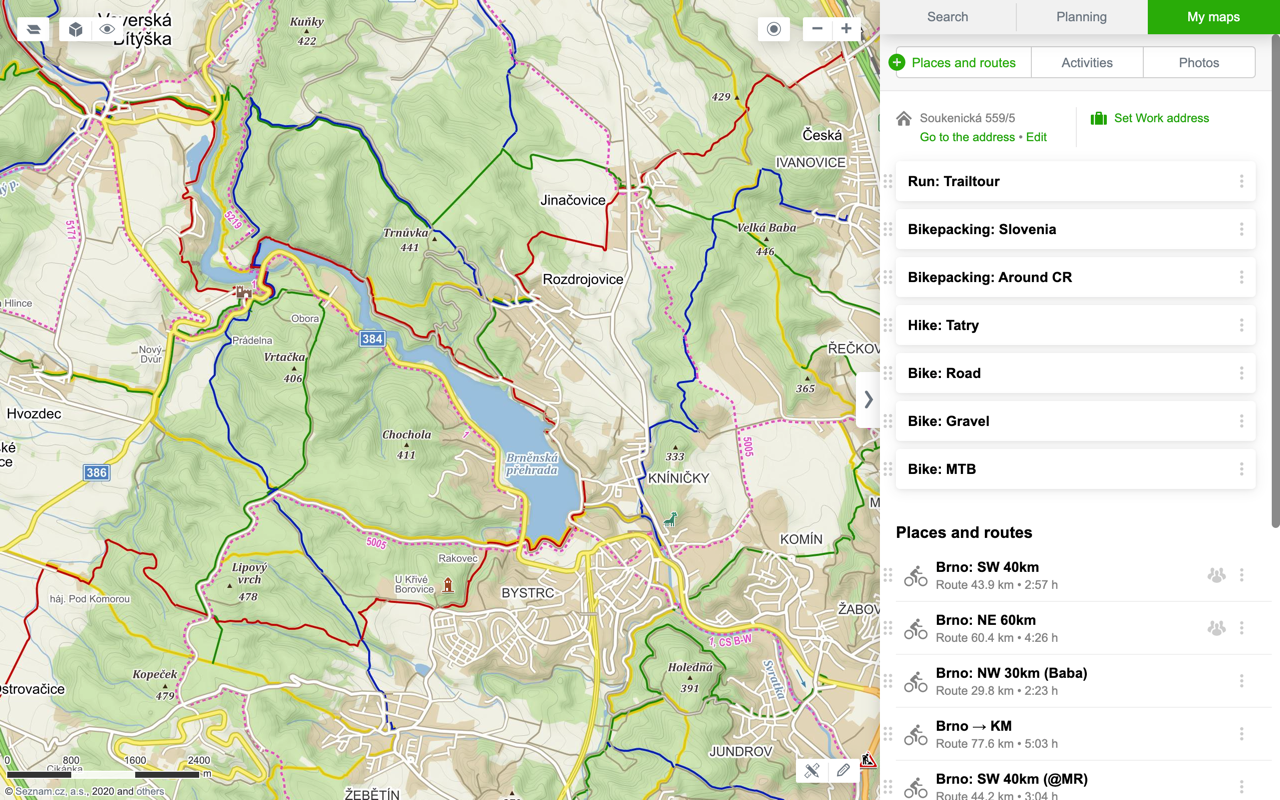 Veverská
Bítýška
Kuňky
422
429
Česká
IVANOVICE
5219
5171
Jinačovice
Trnůvka
441
Velká Baba
446
Rozdrojovice
Hlince
Obora
Prádelna
384
Nový
Dvůr
Vrtačka
406
ŘEČKOV
365
Hvozdec
Chochola
411
1
5005
333
386
Brněnská
přehrada
KNÍNIČKY
5005
KOMÍN
Rakovec
Lipový
vrch
478
U Křivé
Borovice
BYSTRC
háj. Pod Komorou
ŽABOV
1, CS B-W
Holedná
391
Svratka
Kopeček
479
Ostrovačice
JUNDROV
Cikánka
0 800 1600 2400
m
© Seznam.cz, a.s., 2020 and others
ŽEBĚTÍN
Search
Planning
My maps
Places and routes
Activities
Photos
Soukenická 559/5
Go to the address • Edit
Set Work address
Run: Trailtour
Bikepacking: Slovenia
Bikepacking: Around CR
Hike: Tatry
Bike: Road
Bike: Gravel
Bike: MTB
Places and routes
Brno: SW 40km
Route 43.9 km • 2:57 h
Brno: NE 60km
Route 60.4 km • 4:26 h
Brno: NW 30km (Baba)
Route 29.8 km • 2:23 h
Brno → KM
Route 77.6 km • 5:03 h
Brno: SW 40km (@MR)
Route 44.2 km • 3:04 h